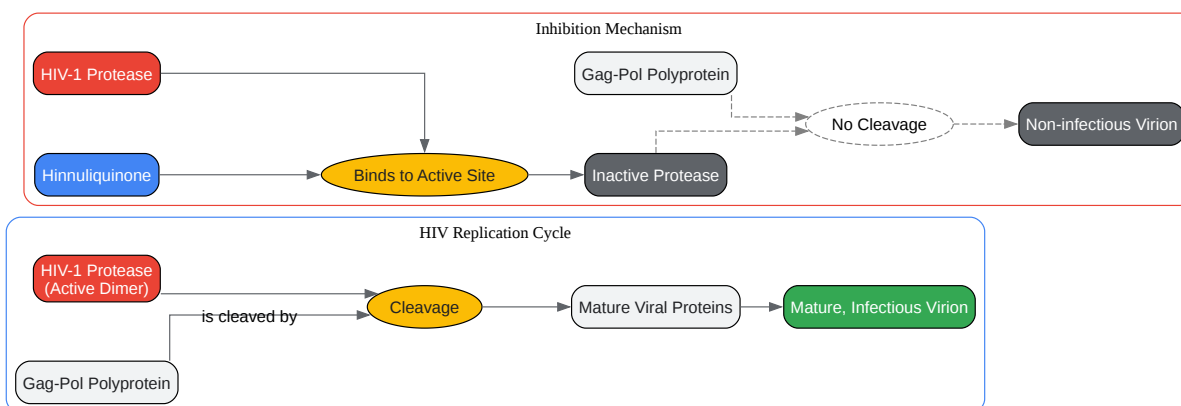 Inhibition Mechanism
HIV-1 Protease
Gag-Pol Polyprotein
No Cleavage
Non-infectious Virion
Hinnuliquinone
Binds to Active Site
Inactive Protease
HIV Replication Cycle
HIV-1 Protease
(Active Dimer)
is cleaved by
Cleavage
Mature Viral Proteins
Mature, Infectious Virion
Gag-Pol Polyprotein